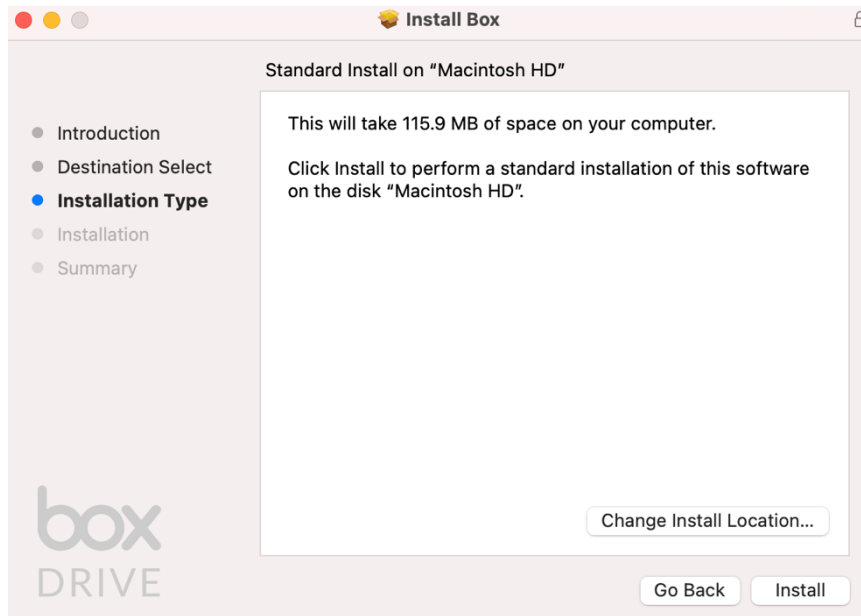 Install Box
Standard Install on “Macintosh HD”
Introduction
Destination Select
Installation Type
Installation
Summary
This will take 115.9 MB of space on your computer.
Click Install to perform a standard installation of this software
on the disk “Macintosh HD”.
Change Install Location...
box
DRIVE
Go Back
Install